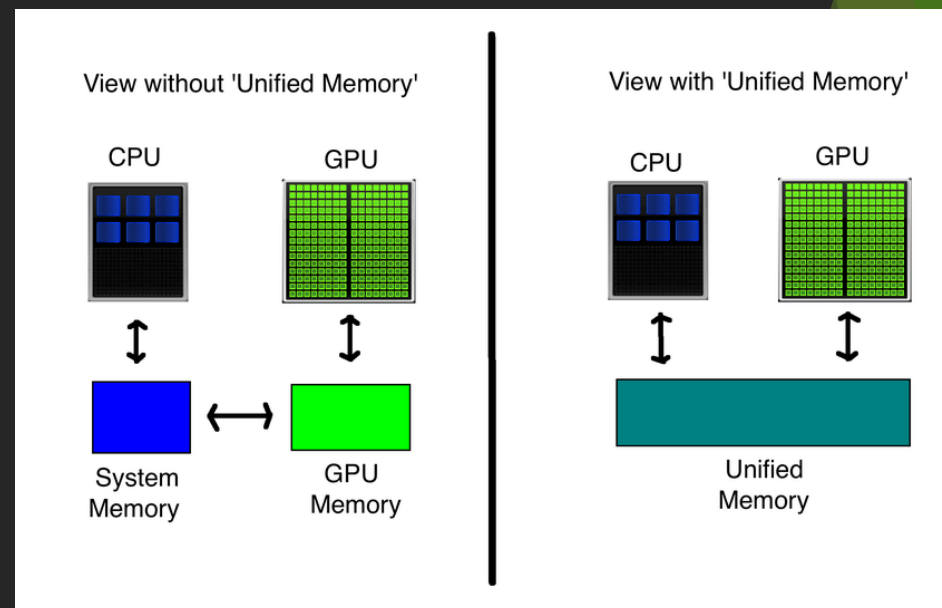 View without 'Unified Memory'
CPU
GPU
System
Memory
GPU
Memory
View with 'Unified Memory'
CPU
GPU
Unified
Memory